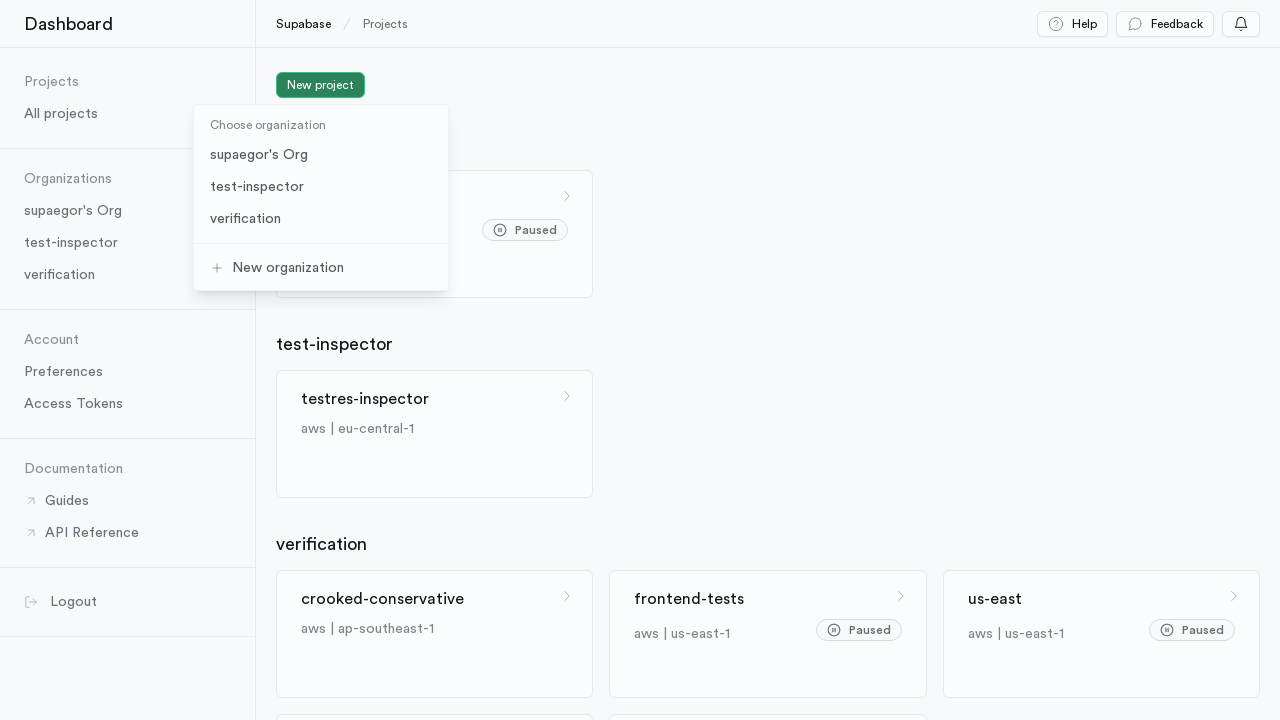 Dashboard
Supabase / Projects
Help
Feedback
Projects
All projects
Organizations
supaegor's Org
test-inspector
verification
Account
Preferences
Access Tokens
Documentation
Guides
API Reference
Logout
New project
Choose organization
supaegor's Org
test-inspector
verification
New organization
Paused
test-inspector
testres-inspector
aws | eu-central-1
verification
crooked-conservative
aws | ap-southeast-1
frontend-tests
aws | us-east-1
Paused
us-east
aws | us-east-1
Paused